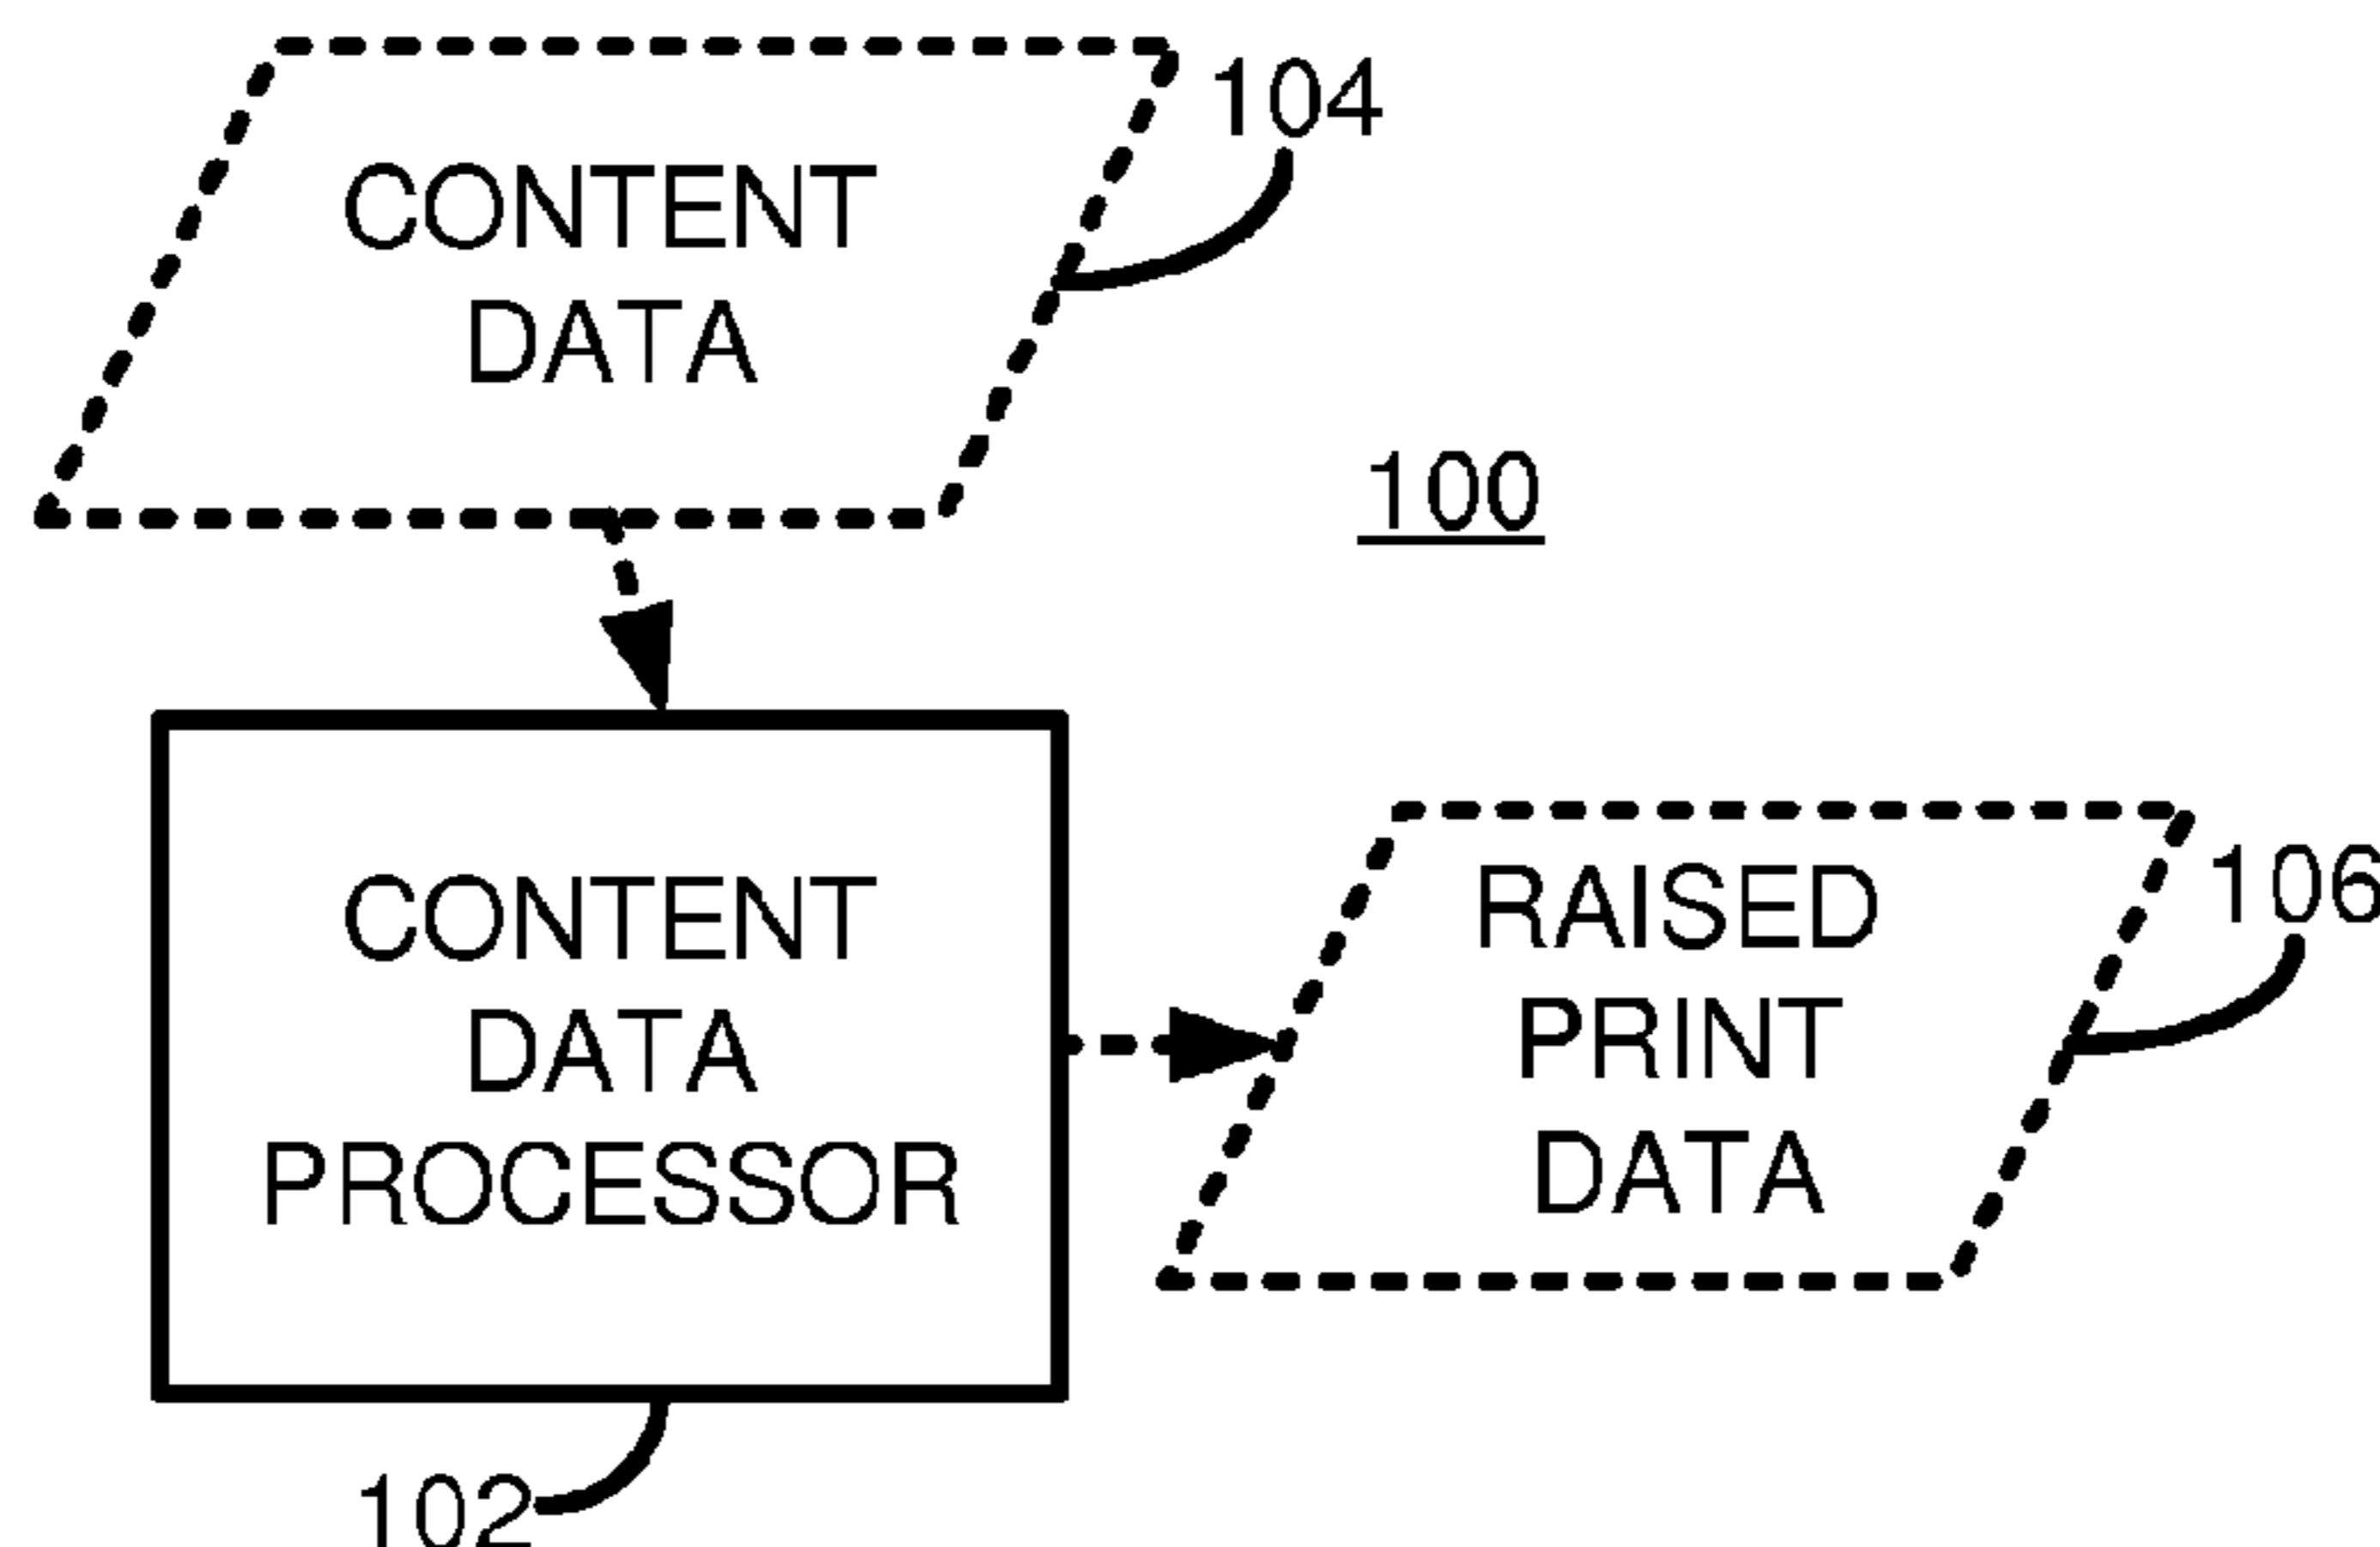 104
CONTENT
DATA
100
CONTENT
DATA
PROCESSOR
RAISED
PRINT
DATA
106
102